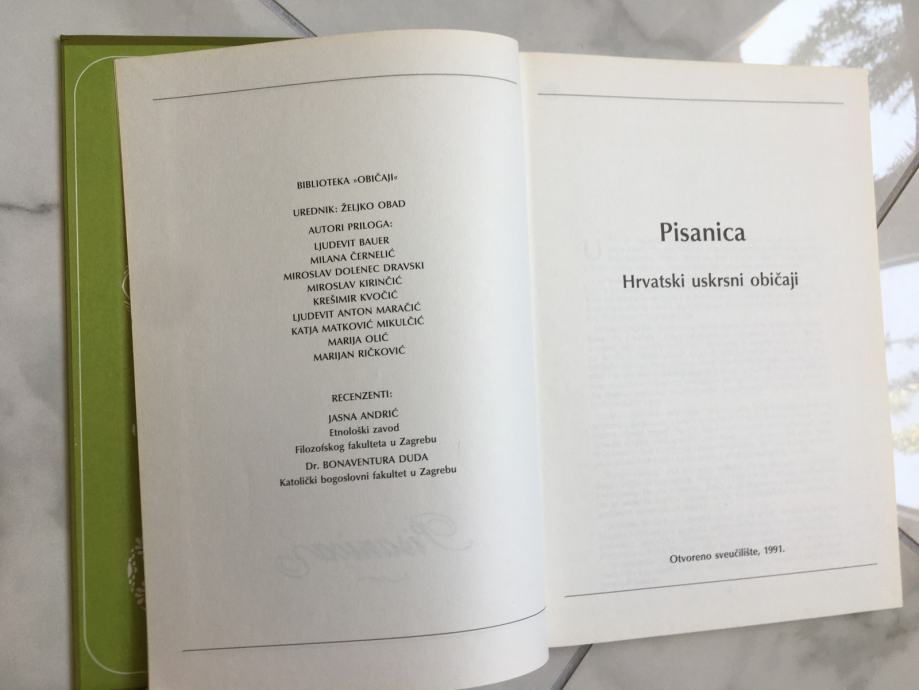 BIBLIOTEKA »OBIČAJI«
UREDNIK: ŽELJKO OBAD
AUTORI PRILOGA:
LJUDEVIT BAUER
MILANA ČERNELIĆ
MIROSLAV DOLENEC DRAVSKI
MIROSLAV KIRINČIĆ
KREŠIMIR KVOČIĆ
LJUDEVIT ANTON MARAČIĆ
KATJA MATKOVIĆ MIKULČIĆ
MARIJA OLIĆ
MARIJAN RIČKOVIĆ
RECENZENTI:
JASNA ANDRIĆ
Etnološki zavod
Filozofskog fakulteta u Zagrebu
Dr. BONAVENTURA DUDA
Katolički bogoslovni fakultet u Zagrebu
Pisanica
Pisanica
Hrvatski uskrsni običaji
Otvoreno sveučilište, 1991.